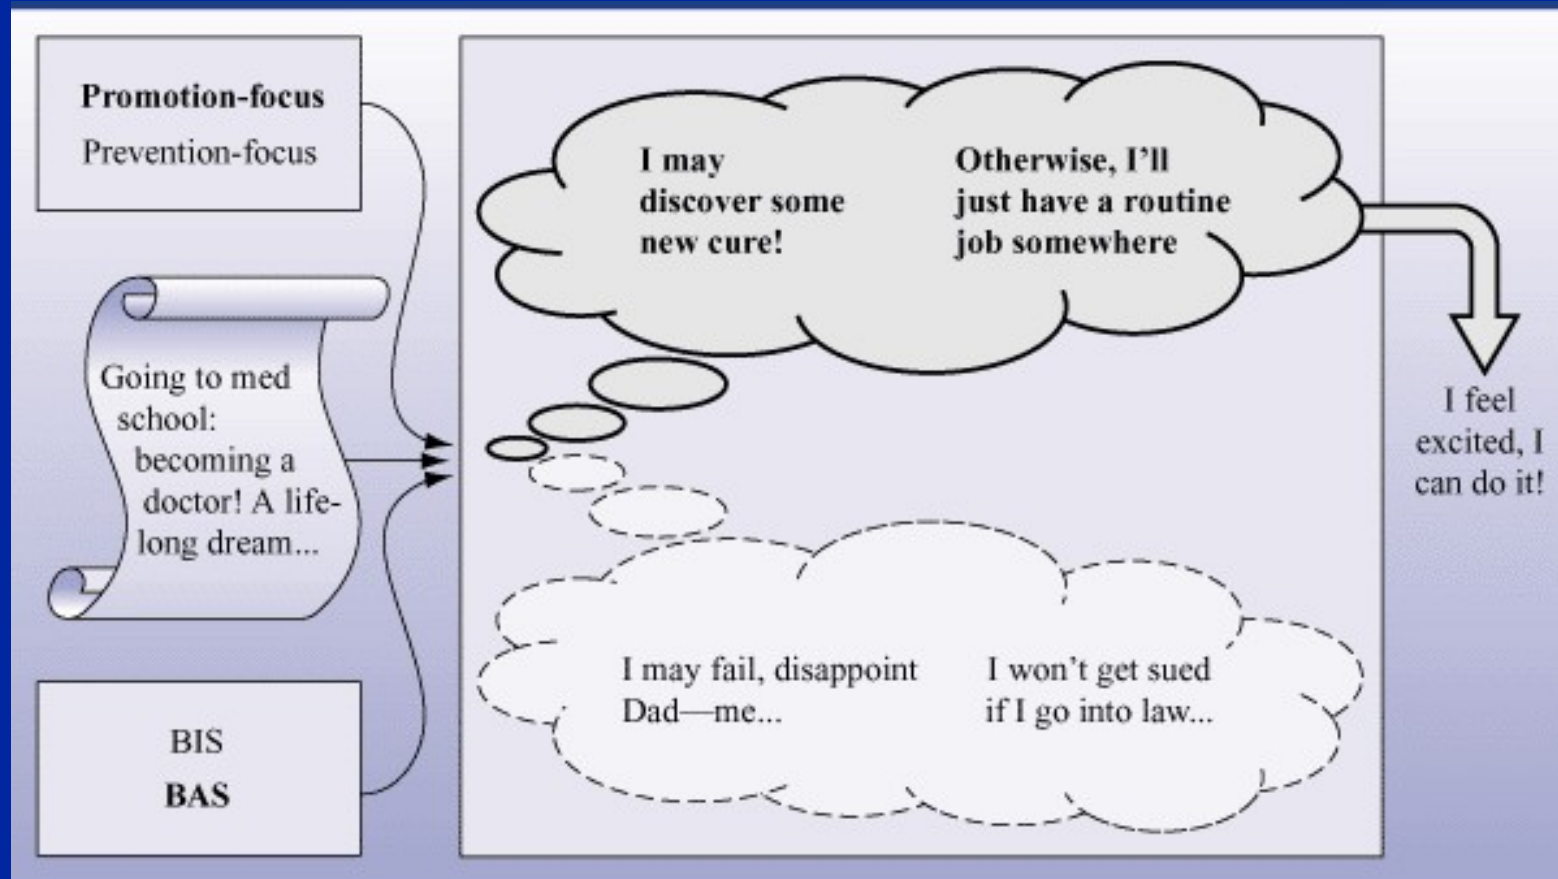 Promotion-focus
Prevention-focus
Going to med
school:
becoming a
doctor! A life-
long dream...
BIS
BAS
I may
discover some
new cure!
Otherwise, I'll
just have a routine
job somewhere
I may fail, disappoint
Dad—me...
I won't get sued
if I go into law...
I feel
excited, I
can do it!